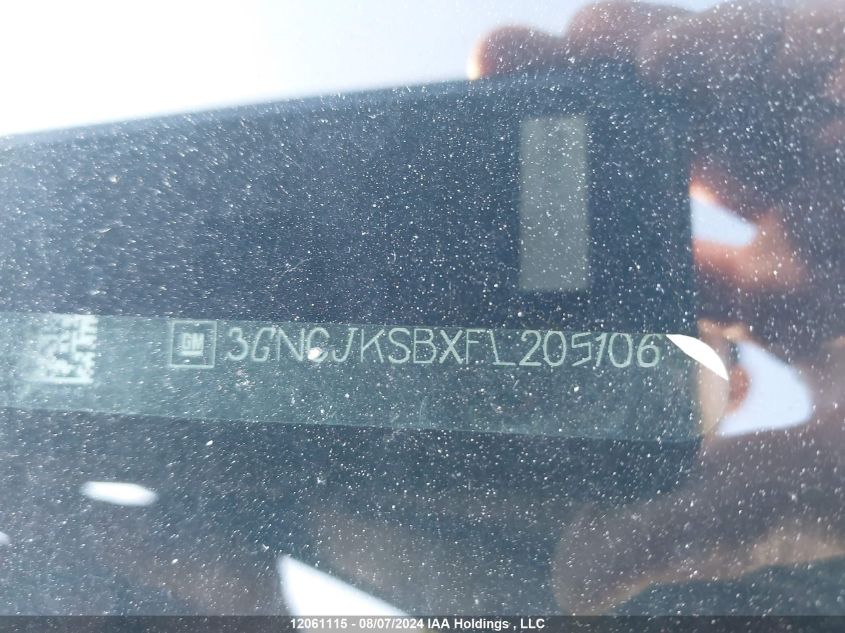 GM 3GNCJKSBXFL205106
12061115 - 08/07/2024 IAA Holdings , LLC